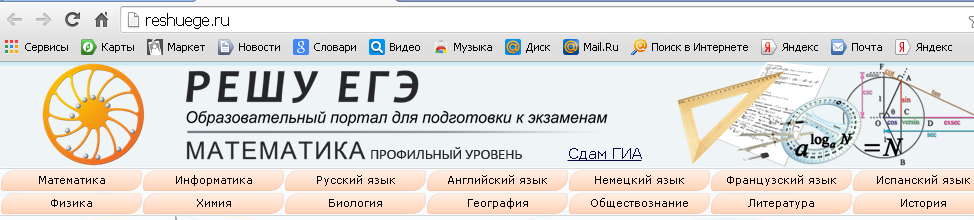 reshuege.ru
Сервисы Карты Маркет Новости Словари Видео Музыка Диск Mail.Ru Поиск в Интернете Яндекс Почта Яндекс
РЕШУ ЕГЭ
Образовательный портал для подготовки к экзаменам
МАТЕМАТИКА ПРОФИЛЬНЫЙ УРОВЕНЬ Сдам ГИА
a^log_a N =N
Математика Информатика Русский язык Английский язык Немецкий язык Французский язык Испанский язык
Физика Химия Биология География Обществознание Литература История